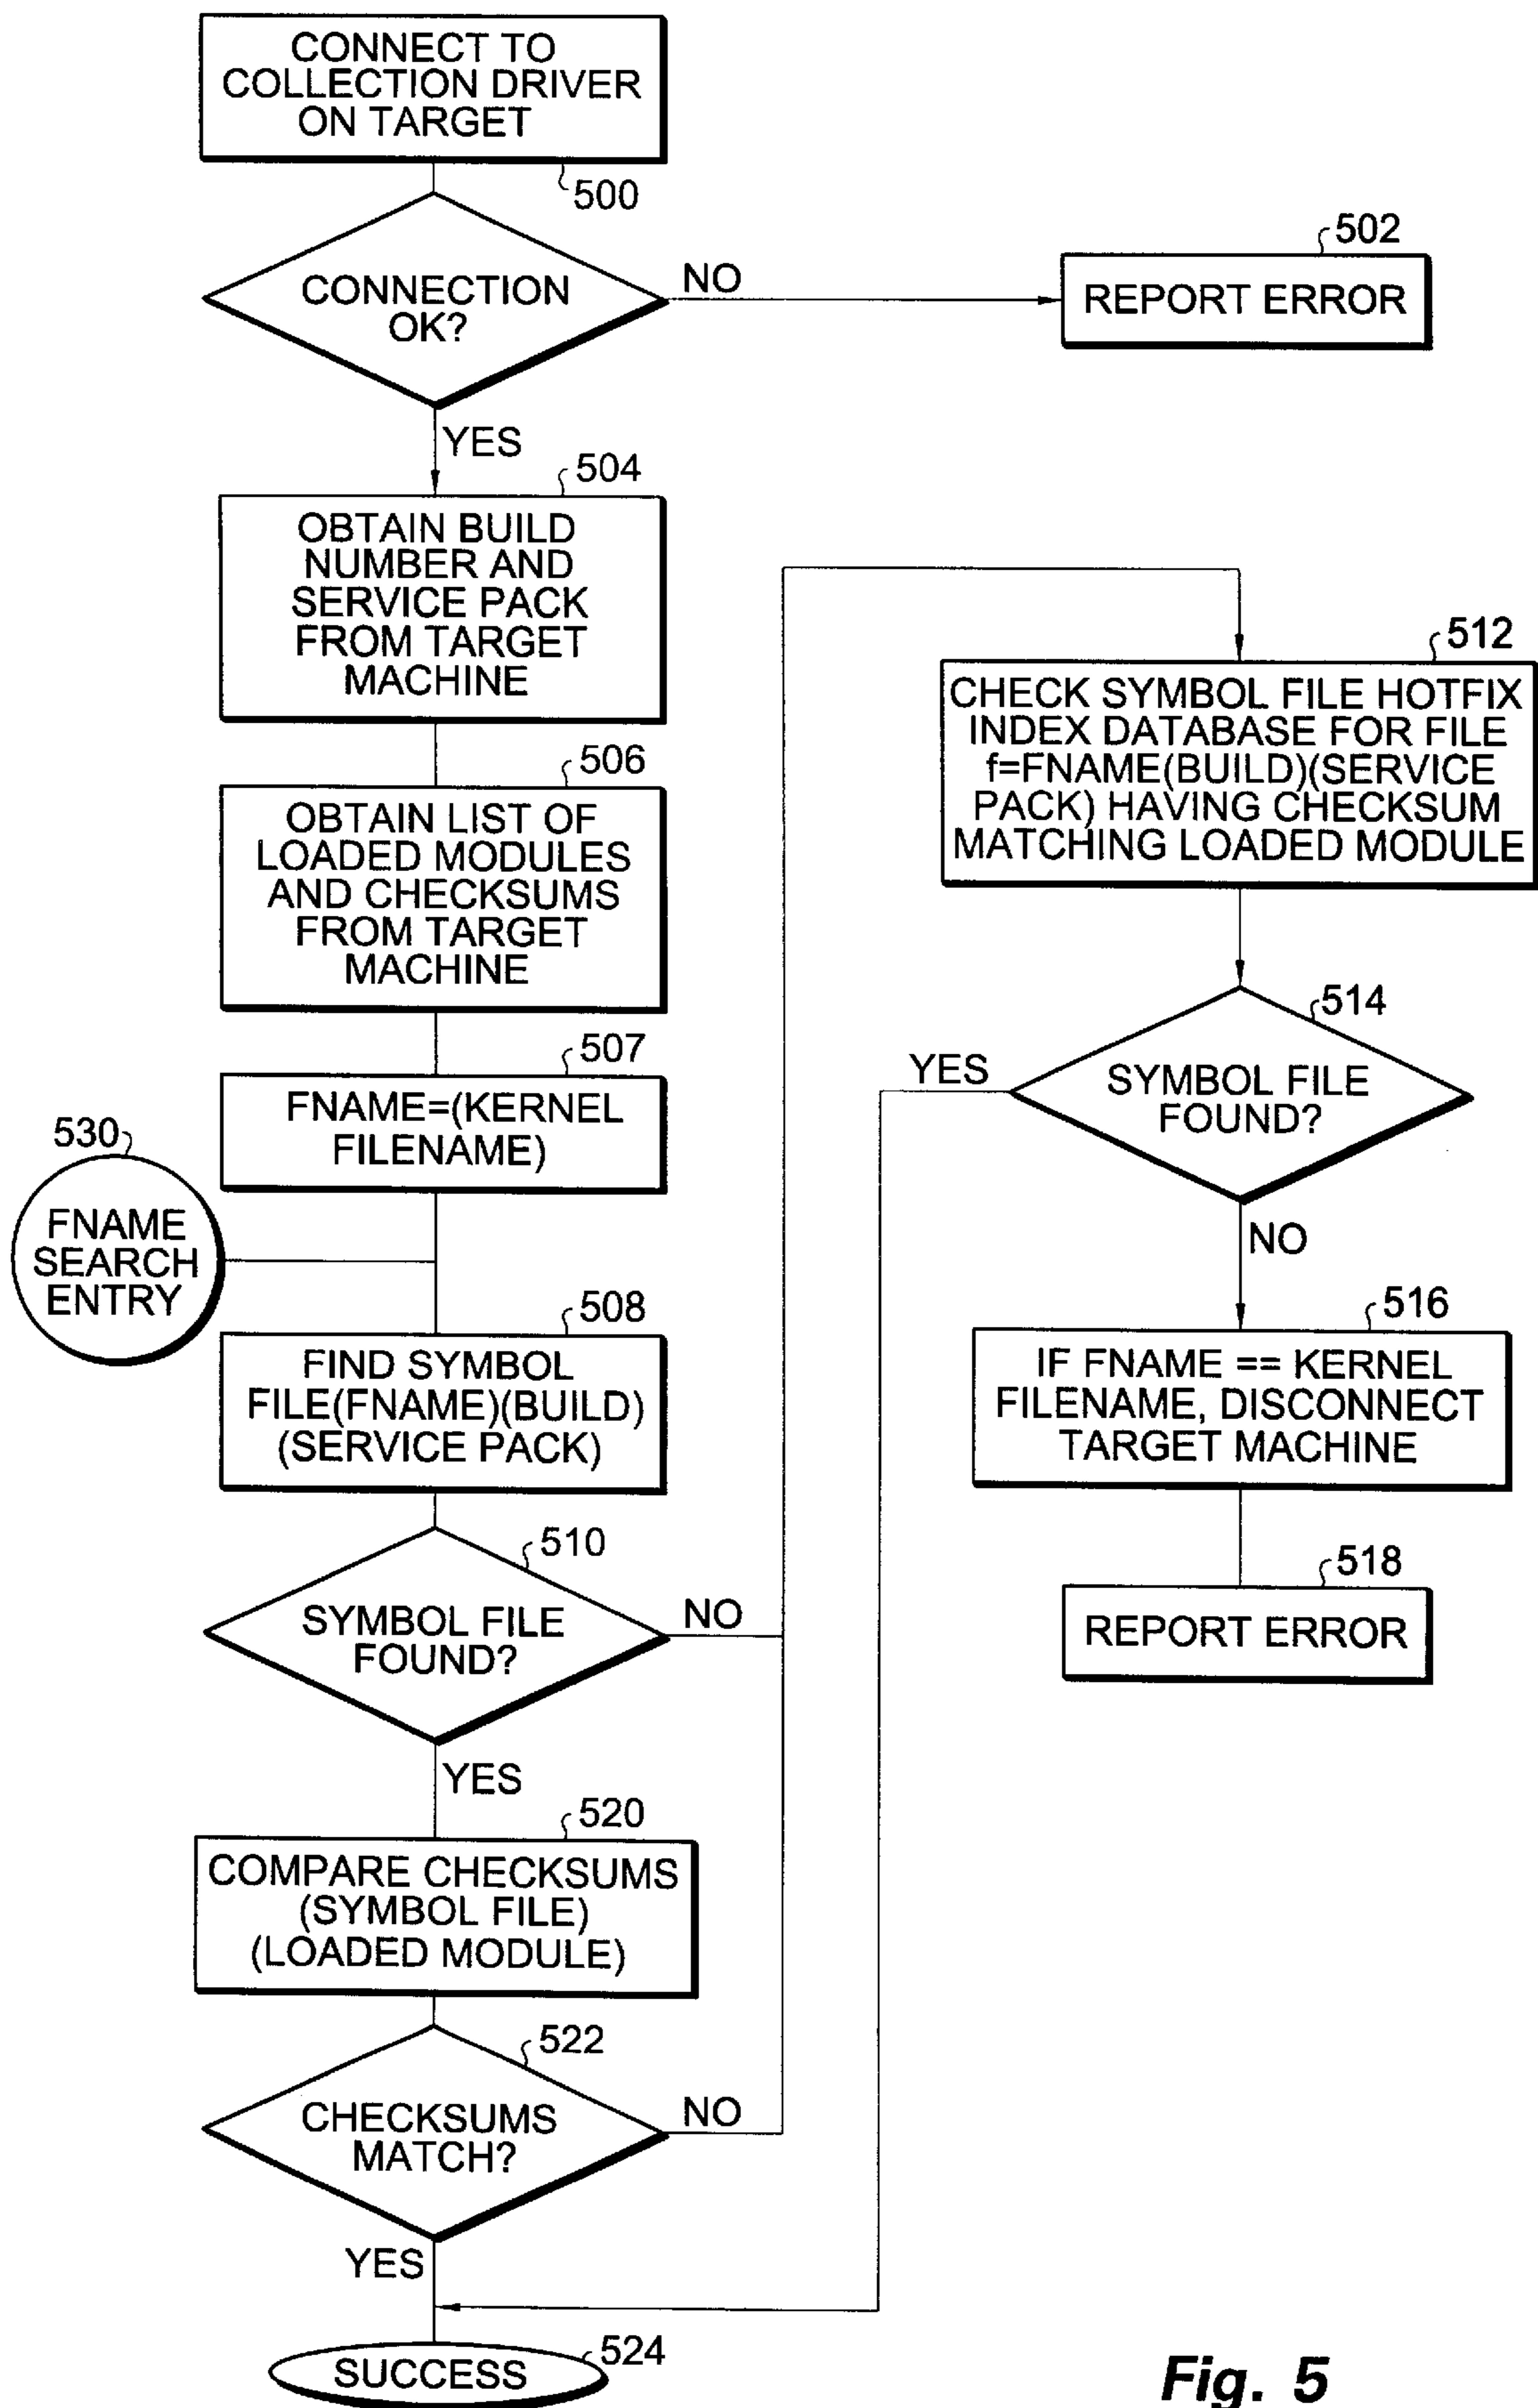 CONNECT TO
COLLECTION DRIVER
ON TARGET
500
CONNECTION
OK?
NO
502
REPORT ERROR
YES
504
OBTAIN BUILD
NUMBER AND
SERVICE PACK
FROM TARGET
MACHINE
506
OBTAIN LIST OF
LOADED MODULES
AND CHECKSUMS
FROM TARGET
MACHINE
507
FNAME=(KERNEL
FILENAME)
530
FNAME
SEARCH
ENTRY
508
FIND SYMBOL
FILE(FNAME)(BUILD)
(SERVICE PACK)
510
SYMBOL FILE
FOUND?
NO
YES
520
COMPARE CHECKSUMS
(SYMBOL FILE)
(LOADED MODULE)
522
CHECKSUMS
MATCH?
NO
YES
524
SUCCESS
512
CHECK SYMBOL FILE HOTFIX
INDEX DATABASE FOR FILE
f=FNAME(BUILD)(SERVICE
PACK) HAVING CHECKSUM
MATCHING LOADED MODULE
514
YES
SYMBOL FILE
FOUND?
NO
516
IF FNAME == KERNEL
FILENAME, DISCONNECT
TARGET MACHINE
518
REPORT ERROR
Fig. 5